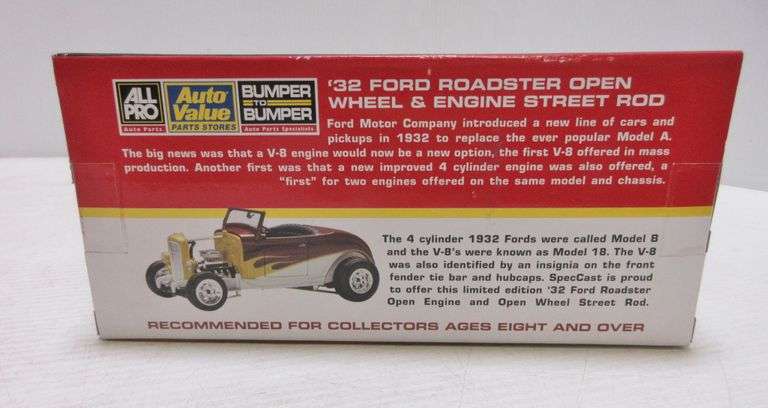 ALL PRO
Auto Parts
Auto Value
PARTS STORES
BUMPER
TO
BUMPER
Auto Parts Specialists
'32 FORD ROADSTER OPEN
WHEEL & ENGINE STREET ROD
Ford Motor Company introduced a new line of cars and
pickups in 1932 to replace the ever popular Model A.
The big news was that a V-8 engine would now be a new option, the first V-8 offered in mass
production. Another first was that a new improved 4 cylinder engine was also offered, a
"first" for two engines offered on the same model and chassis.
The 4 cylinder 1932 Fords were called Model B
and the V-8's were known as Model 18. The V-8
was also identified by an insignia on the front
fender tie bar and hubcaps. SpecCast is proud
to offer this limited edition '32 Ford Roadster
Open Engine and Open Wheel Street Rod.
RECOMMENDED FOR COLLECTORS AGES EIGHT AND OVER